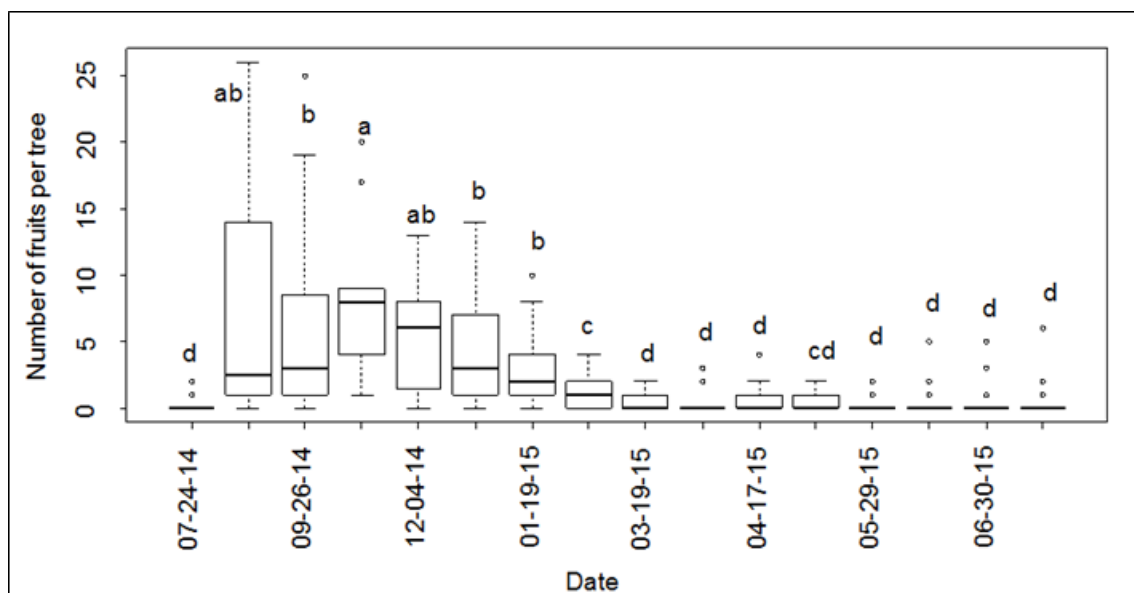 Number of fruits per tree
25
20
15
10
5
0
d
ab
b
a
ab
b
b
c
d
d
d
cd
d
d
d
d
07-24-14
09-26-14
12-04-14
01-19-15
03-19-15
04-17-15
05-29-15
06-30-15
Date